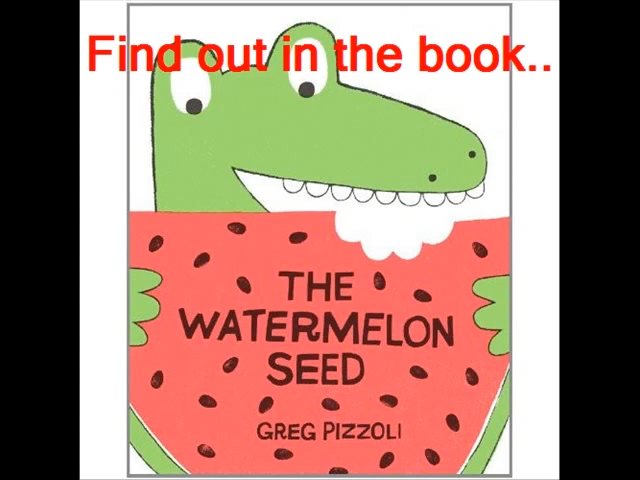 Find out in the book..
THE
WATERMELON
SEED
GREG PIZZOLI